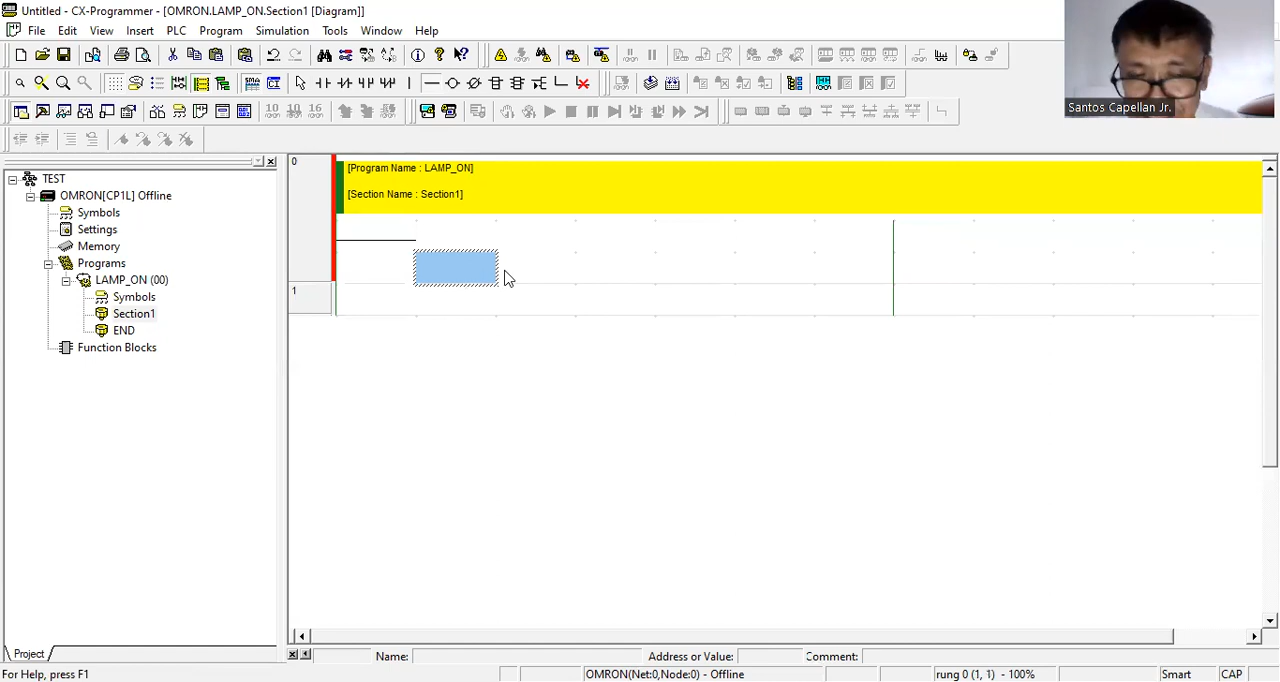 Untitled - CX-Programmer - [OMRON.LAMP_ON.Section1 [Diagram]]
File Edit View Insert PLC Program Simulation Tools Window Help
Santos Capellan Jr.
10 10 16
TEST
OMRON[CP1L] Offline
Symbols
Settings
Memory
Programs
LAMP_ON (00)
Symbols
Section1
END
Function Blocks
Project
0
[Program Name : LAMP_ON]
[Section Name : Section1]
1
Name: Address or Value: Comment:
For Help, press F1 OMRON(Net:0,Node:0) - Offline rung 0 (1, 1) - 100% Smart CAP